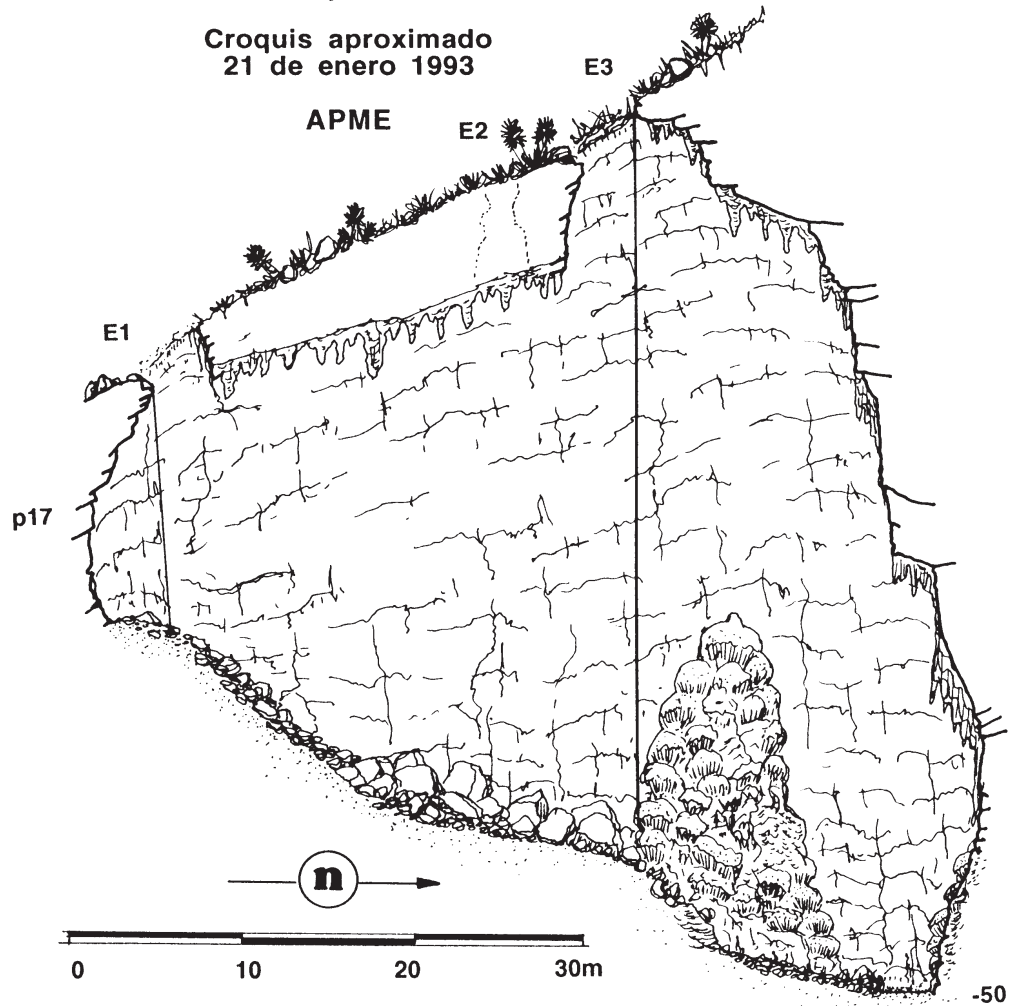 Croquis aproximado
21 de enero 1993
APME
E3
E2
E1
p17
n
0 10 20 30m
-50